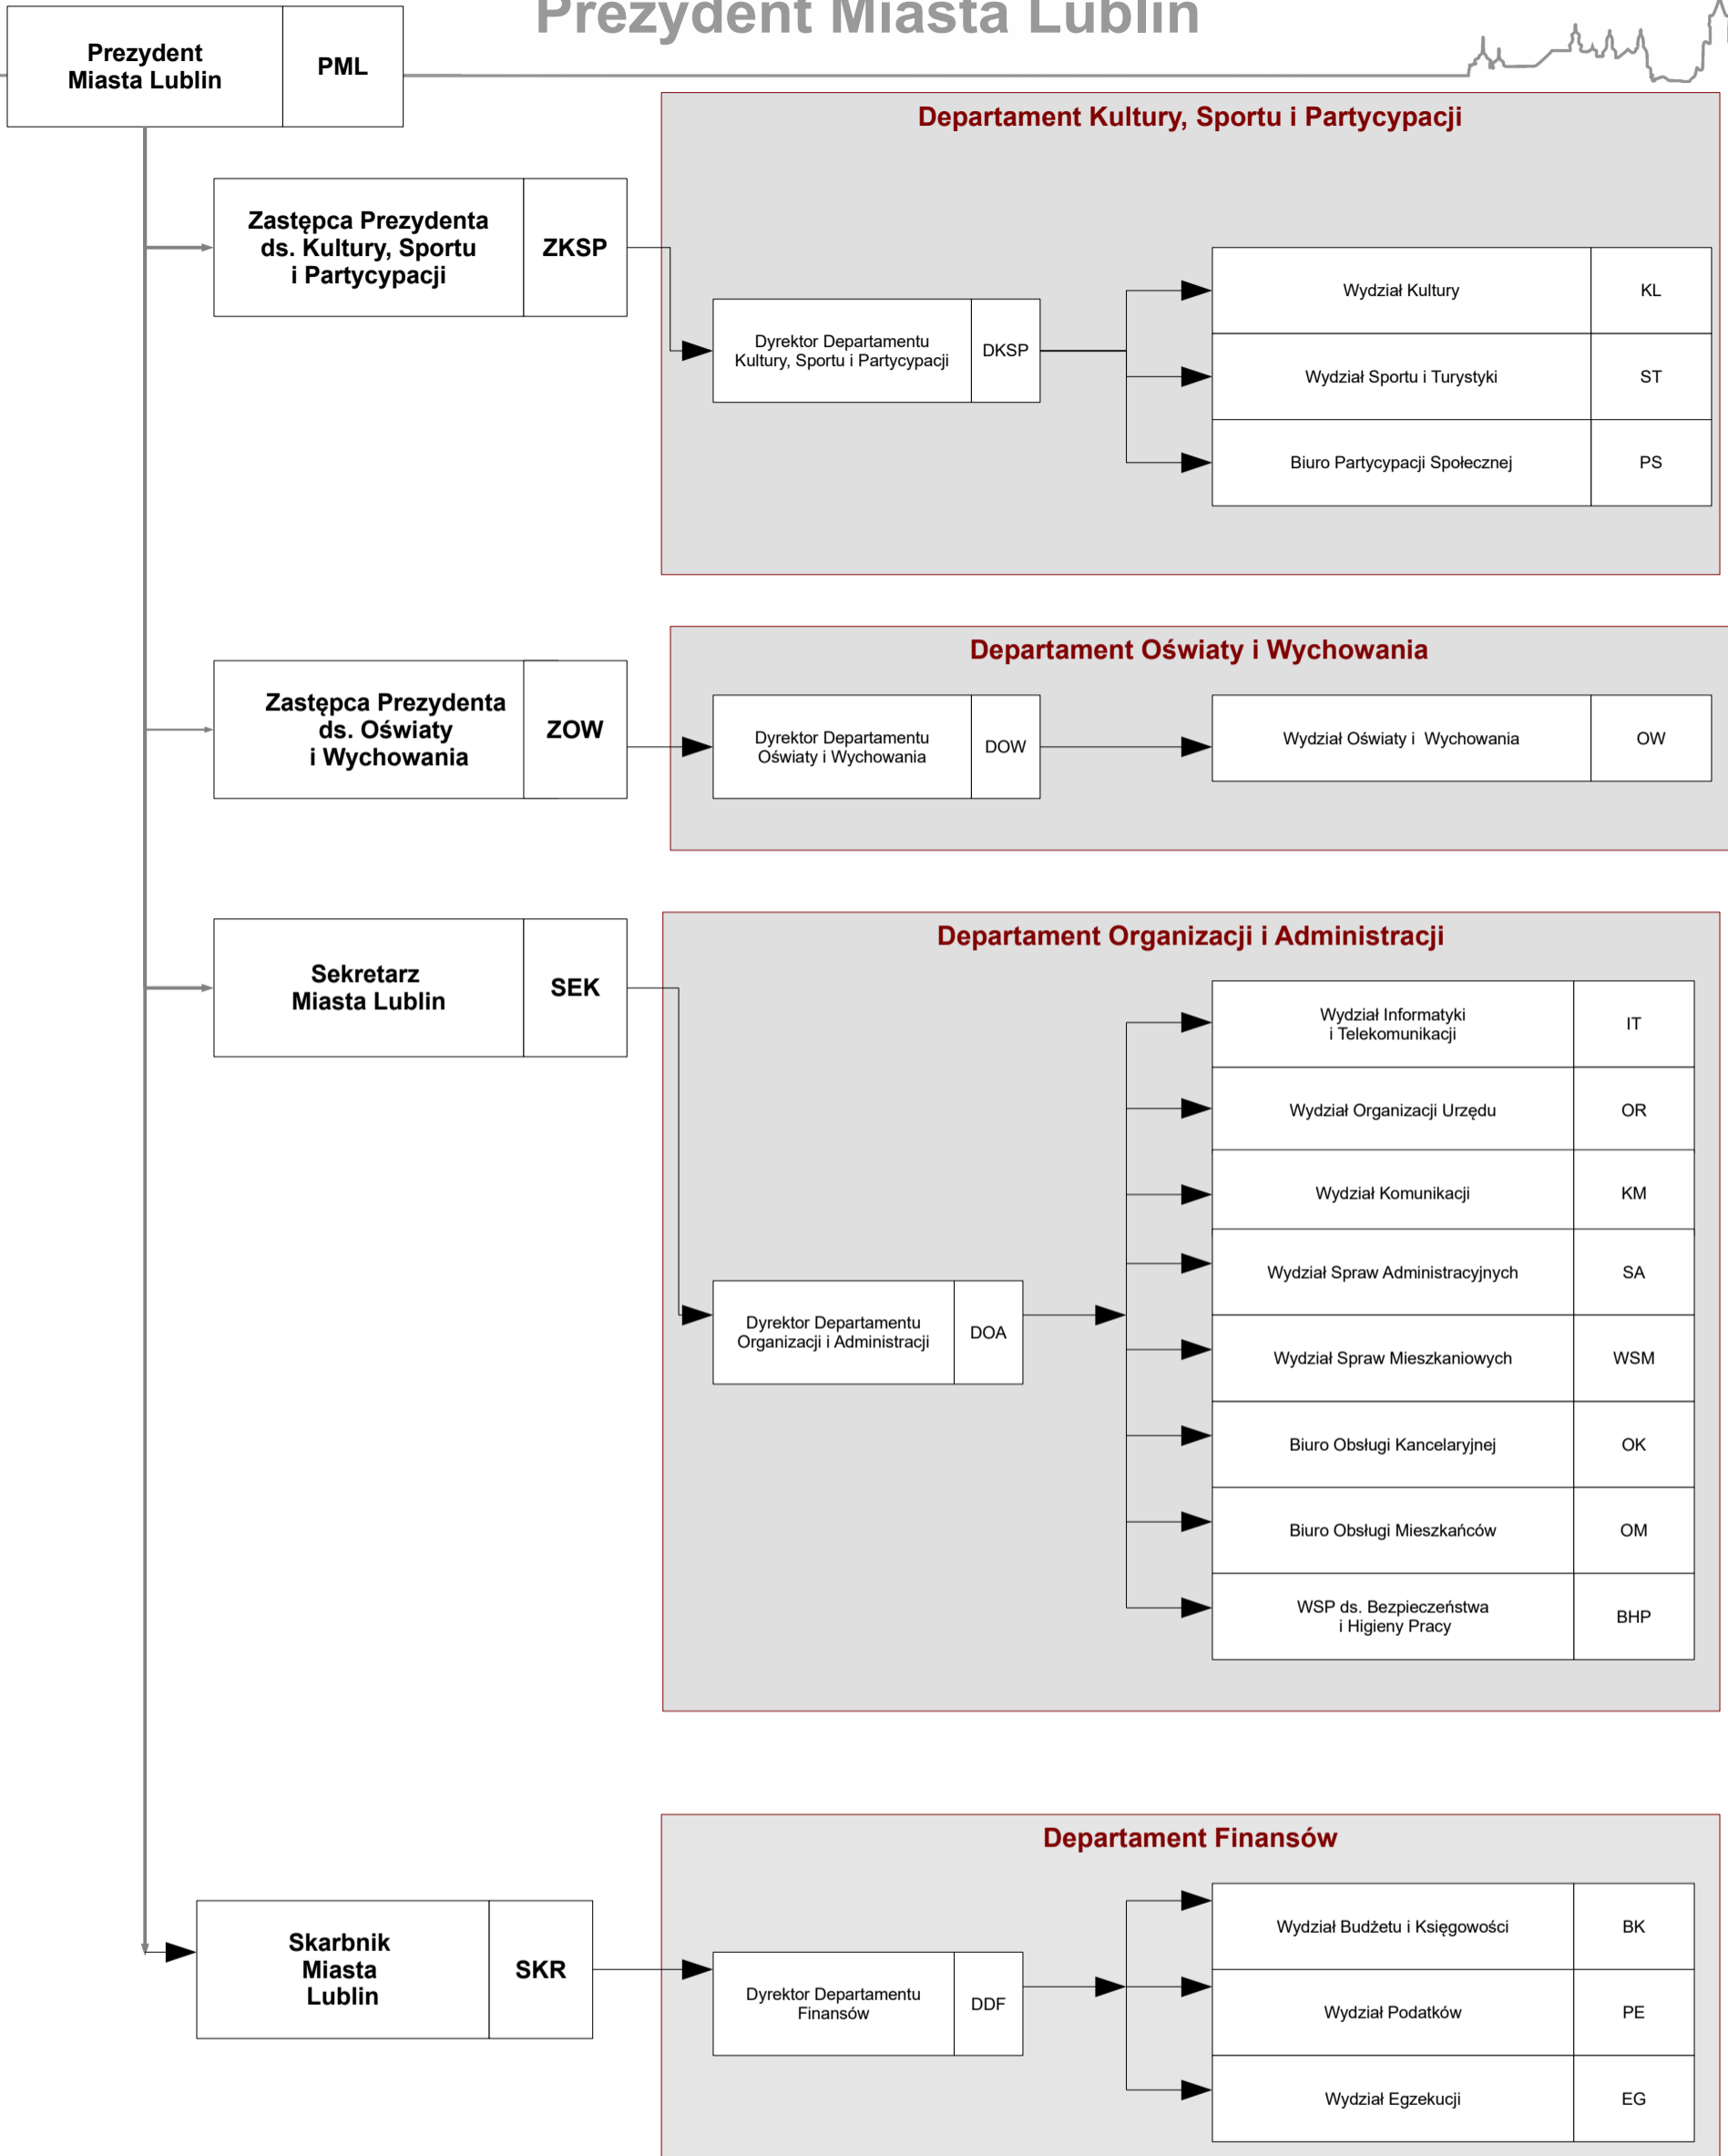 Prezydent Miasta Lublin
Prezydent
Miasta Lublin
PML
Departament Kultury, Sportu i Partycypacji
Zastępca Prezydenta
ds. Kultury, Sportu
i Partycypacji
ZKSP
Dyrektor Departamentu
Kultury, Sportu i Partycypacji
DKSP
Wydział Kultury
KL
Wydział Sportu i Turystyki
ST
Biuro Partycypacji Społecznej
PS
Departament Oświaty i Wychowania
Zastępca Prezydenta
ds. Oświaty
i Wychowania
ZOW
Dyrektor Departamentu
Oświaty i Wychowania
DOW
Wydział Oświaty i Wychowania
OW
Departament Organizacji i Administracji
Sekretarz
Miasta Lublin
SEK
Dyrektor Departamentu
Organizacji i Administracji
DOA
Wydział Informatyki
i Telekomunikacji
IT
Wydział Organizacji Urzędu
OR
Wydział Komunikacji
KM
Wydział Spraw Administracyjnych
SA
Wydział Spraw Mieszkaniowych
WSM
Biuro Obsługi Kancelaryjnej
OK
Biuro Obsługi Mieszkańców
OM
WSP ds. Bezpieczeństwa
i Higieny Pracy
BHP
Departament Finansów
Skarbnik
Miasta
Lublin
SKR
Dyrektor Departamentu
Finansów
DDF
Wydział Budżetu i Księgowości
BK
Wydział Podatków
PE
Wydział Egzekucji
EG